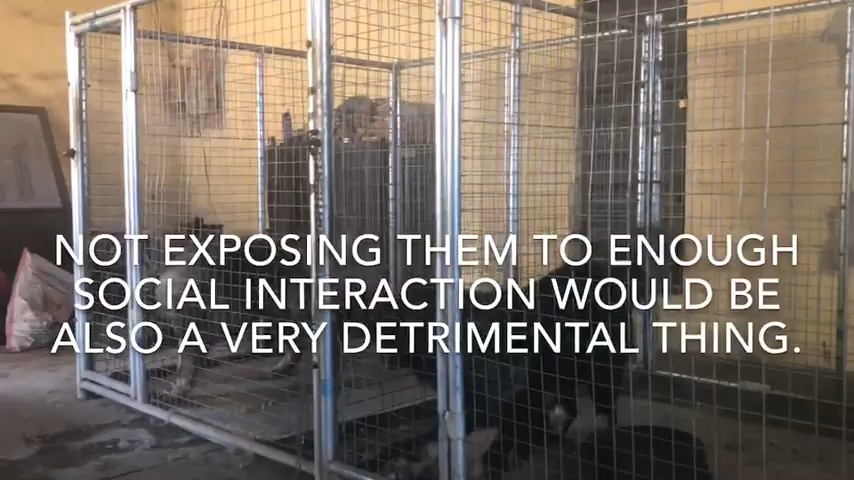 NOT EXPOSING THEM TO ENOUGH
SOCIAL INTERACTION WOULD BE
ALSO A VERY DETRIMENTAL THING.